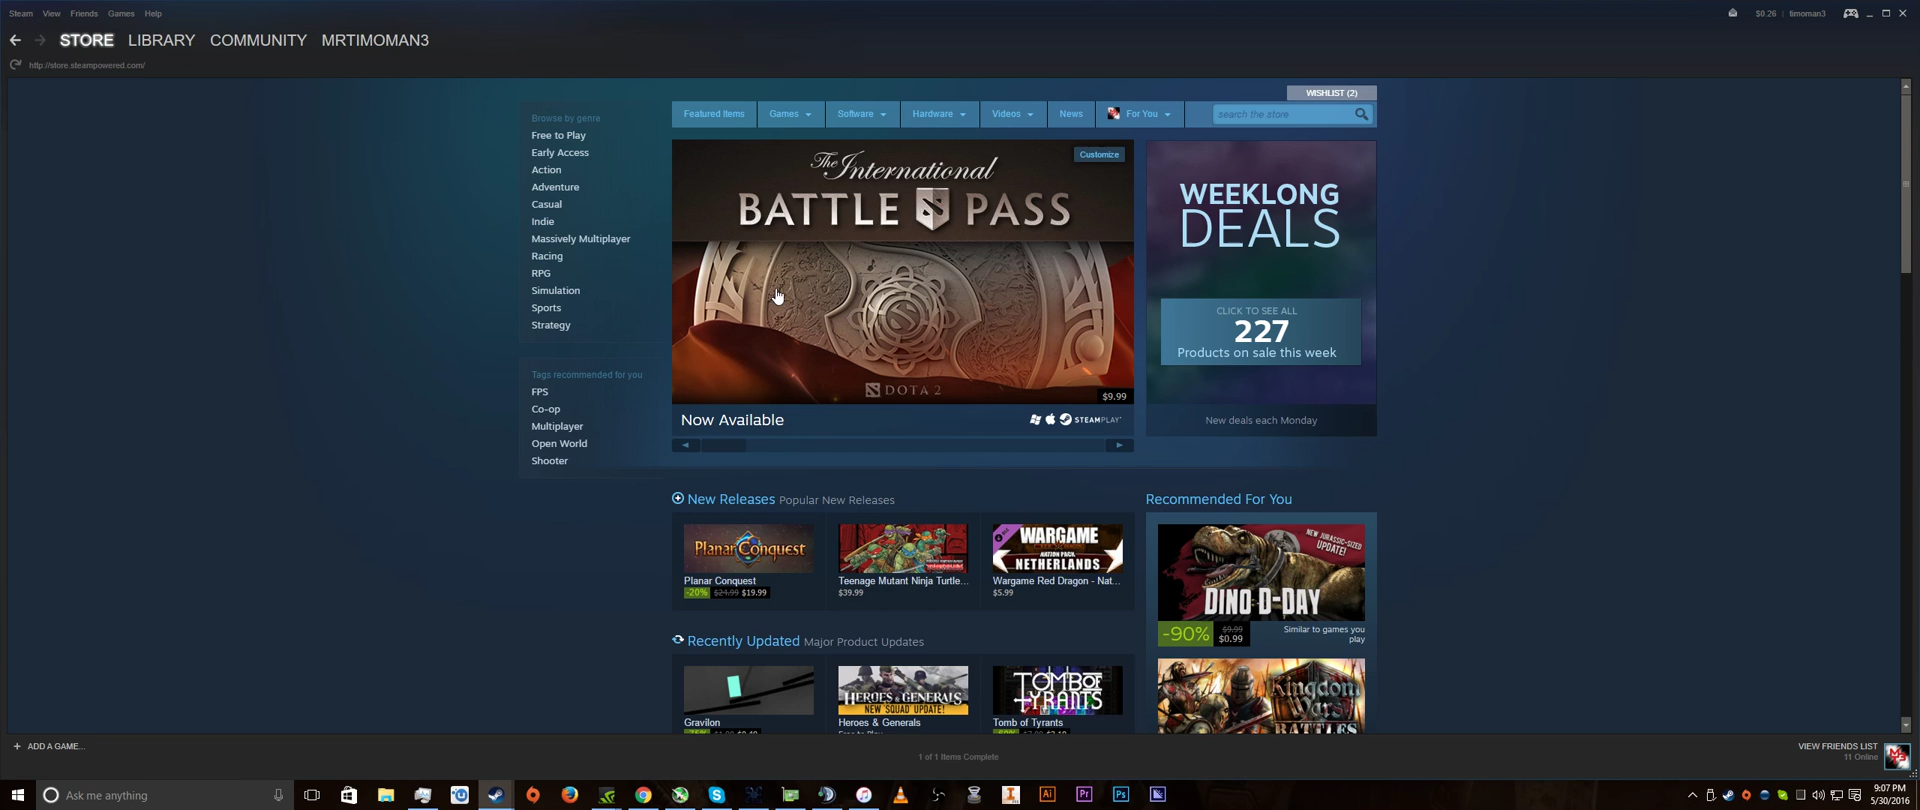 Steam View Friends Games Help
$0.26 | timoman3
STORE LIBRARY COMMUNITY MRTIMOMAN3
http://store.steampowered.com/
WISHLIST (2)
Featured Items Games Software Hardware Videos News For You search the store
Browse by genre
Free to Play
Early Access
Action
Adventure
Casual
Indie
Massively Multiplayer
Racing
RPG
Simulation
Sports
Strategy
Tags recommended for you
FPS
Co-op
Multiplayer
Open World
Shooter
Customize
The International
BATTLE PASS
DOTA 2
$9.99
Now Available
STEAMPLAY
WEEKLONG
DEALS
CLICK TO SEE ALL
227
Products on sale this week
New deals each Monday
New Releases Popular New Releases
Planar Conquest
Planar Conquest
-20% $24.99 $19.99
Teenage Mutant Ninja Turtle...
$39.99
WARGAME
NATION PACK
NETHERLANDS
Wargame Red Dragon - Nat...
$5.99
Recently Updated Major Product Updates
Gravilon
HEROES & GENERALS
NEW 'SQUAD' UPDATE!
Heroes & Generals
Free to Play
TOMB OF
TYRANTS
Tomb of Tyrants
Recommended For You
NEW JURASSIC-SIZED
UPDATE!
DINO D-DAY
-90% $9.99
$0.99
Similar to games you
play
Kingdom
Wars
BATTLES
+ ADD A GAME...
1 of 1 Items Complete
VIEW FRIENDS LIST
11 Online
Ask me anything
Ai
Pr
Ps
9:07 PM
5/30/2016